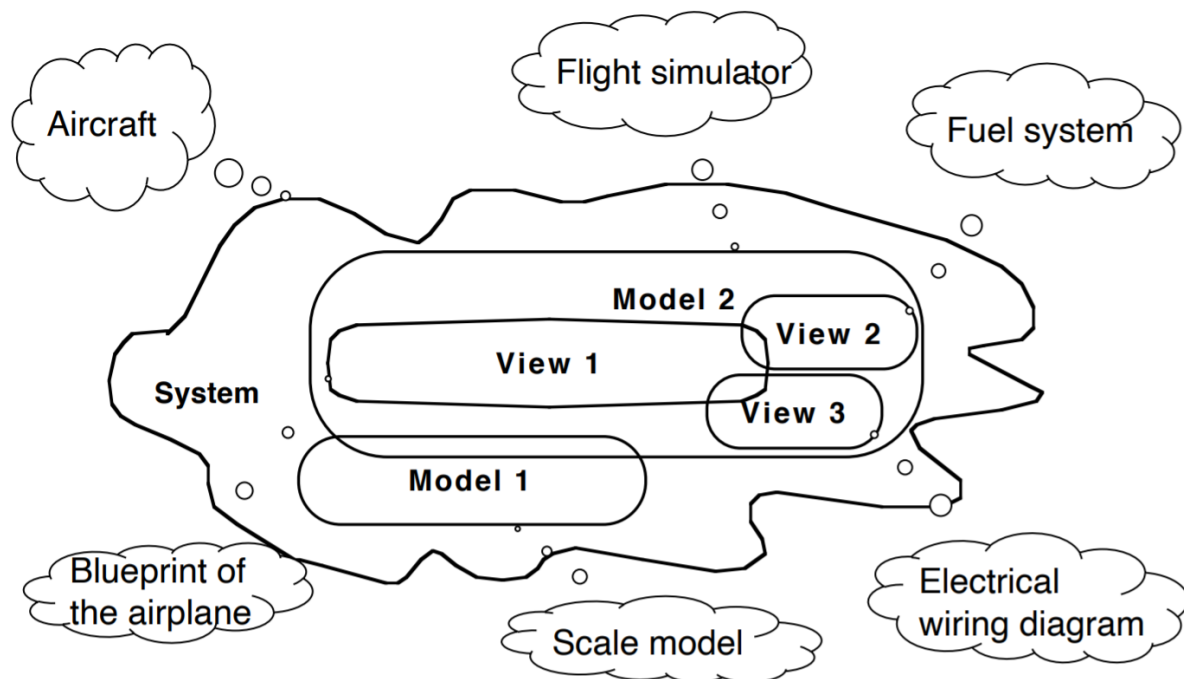 Flight simulator
Aircraft
Fuel system
Model 2
View 2
View 1
System
View 3
Model 1
Blueprint of
the airplane
Electrical
wiring diagram
Scale model